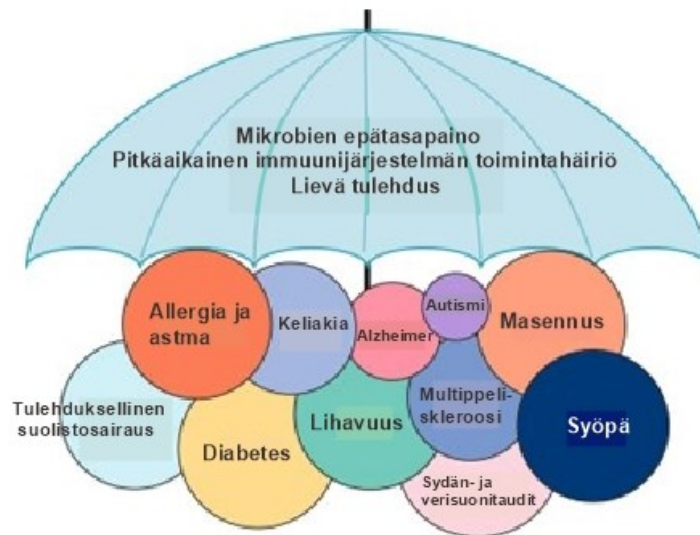 Mikrobien epätasapaino
Pitkäaikainen immuunijärjestelmän toimintahäiriö
Lievä tulehdus
Allergia ja
astma
Keliakia
Alzheimer
Autismi
Masennus
Tulehduksellinen
suolistosairaus
Diabetes
Lihavuus
Multippeli-
skleroosi
Syöpä
Sydän- ja
verisuonitaudit